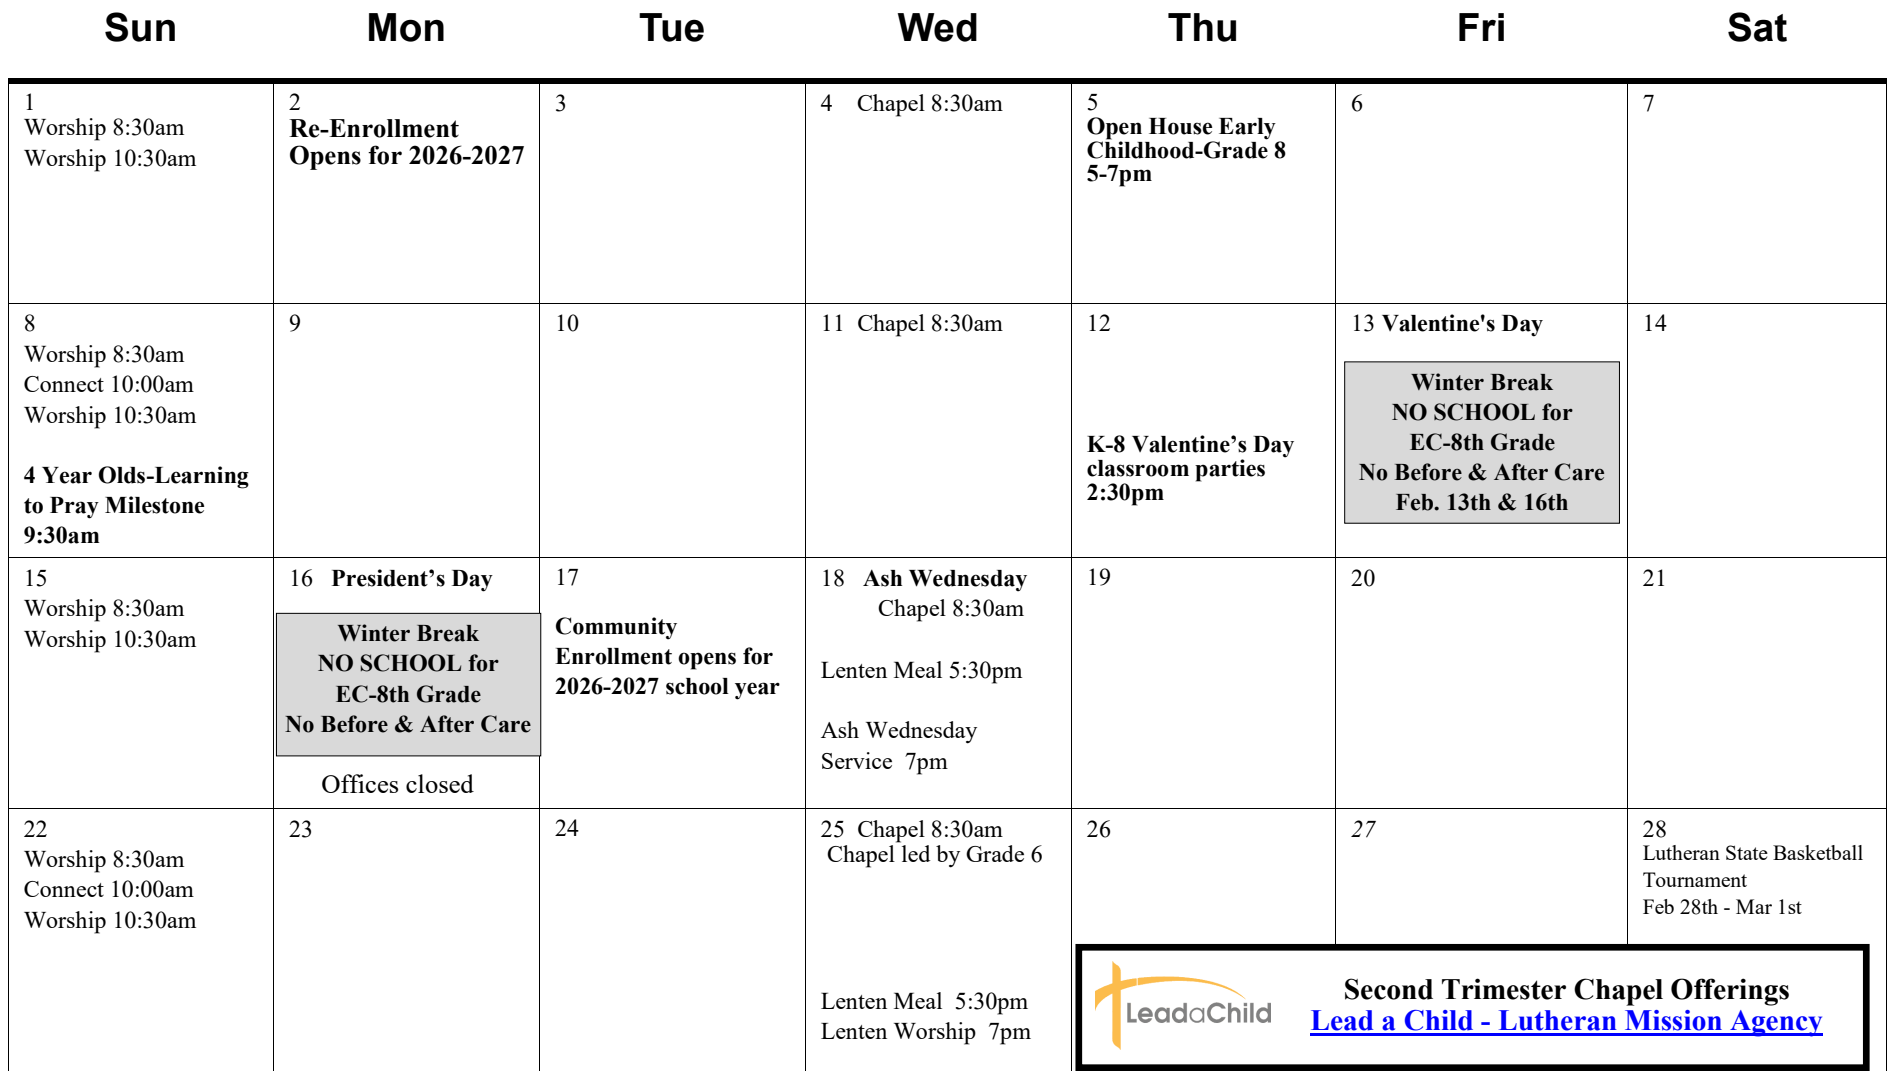 Sun Mon Tue Wed Thu Fri Sat
1
Worship 8:30am
Worship 10:30am
2
Re-Enrollment
Opens for 2026-2027
3
4 Chapel 8:30am
5
Open House Early
Childhood-Grade 8
5-7pm
6
7
8
Worship 8:30am
Connect 10:00am
Worship 10:30am
4 Year Olds-Learning
to Pray Milestone
9:30am
9
10
11 Chapel 8:30am
12
K-8 Valentine’s Day
classroom parties
2:30pm
13 Valentine's Day
Winter Break
NO SCHOOL for
EC-8th Grade
No Before & After Care
Feb. 13th & 16th
14
15
Worship 8:30am
Worship 10:30am
16 President’s Day
Winter Break
NO SCHOOL for
EC-8th Grade
No Before & After Care
Offices closed
17
Community
Enrollment opens for
2026-2027 school year
18 Ash Wednesday
Chapel 8:30am
Lenten Meal 5:30pm
Ash Wednesday
Service 7pm
19
20
21
22
Worship 8:30am
Connect 10:00am
Worship 10:30am
23
24
25 Chapel 8:30am
Chapel led by Grade 6
Lenten Meal 5:30pm
Lenten Worship 7pm
26
27
28
Lutheran State Basketball
Tournament
Feb 28th - Mar 1st
LeadaChild
Second Trimester Chapel Offerings
Lead a Child - Lutheran Mission Agency